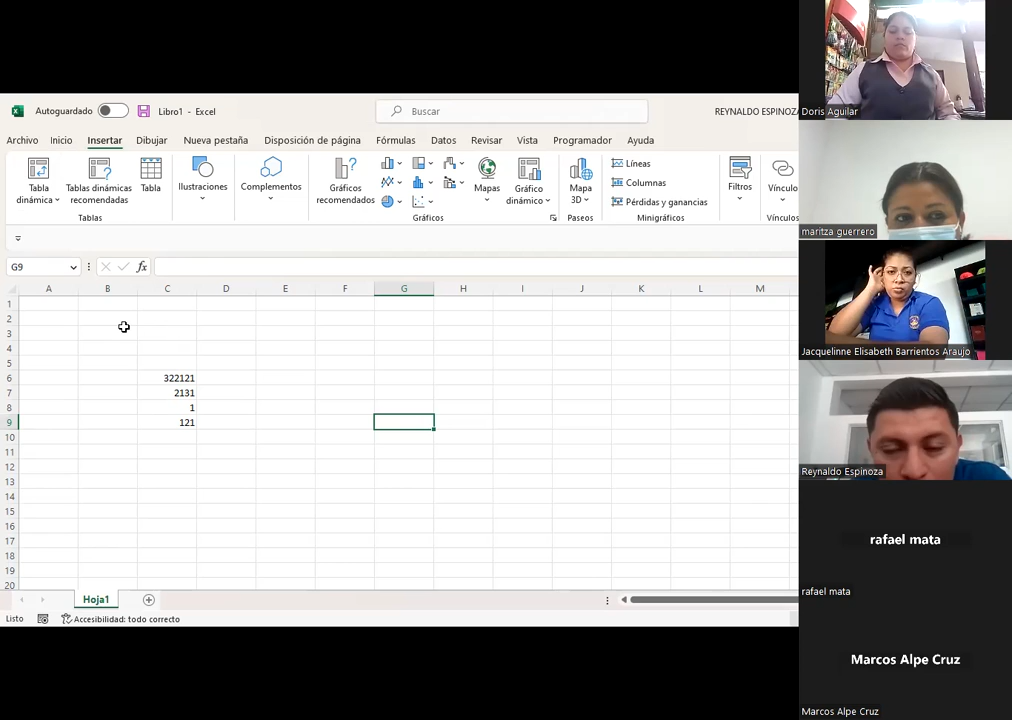 Autoguardado
Libro1 - Excel
Buscar
REYNALDO ESPINOZA
Archivo Inicio Insertar Dibujar Nueva pestaña Disposición de página Fórmulas Datos Revisar Vista Programador Ayuda
Tabla dinámica
Tablas dinámicas recomendadas
Tabla
Tablas
Ilustraciones
Complementos
Gráficos recomendados
Mapas
Gráfico dinámico
Gráficos
Mapa 3D
Paseos
Líneas
Columnas
Pérdidas y ganancias
Minigráficos
Filtros
Vínculo
Vínculos
G9
fx
A B C D E F G H I J K L M
1
2
3
4
5
6 322121
7 2131
8 1
9 121
10
11
12
13
14
15
16
17
18
19
20
Hoja1
Listo
Accesibilidad: todo correcto
Doris Aguilar
maritza guerrero
Jacquelinne Elisabeth Barrientos Araujo
Reynaldo Espinoza
rafael mata
rafael mata
Marcos Alpe Cruz
Marcos Alpe Cruz